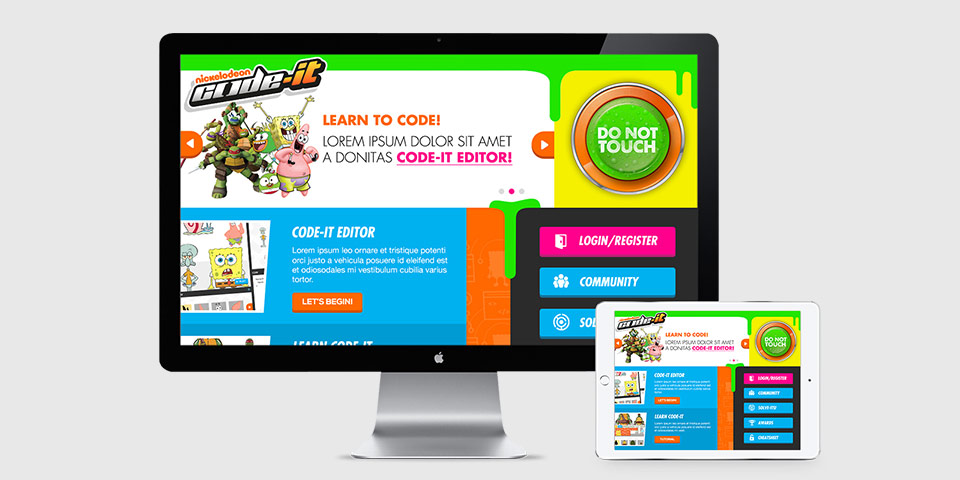 nickelodeon
code-it
LEARN TO CODE!
LOREM IPSUM DOLOR SIT AMET
A DONITAS CODE-IT EDITOR!
DO NOT
TOUCH
CODE-IT EDITOR
Lorem ipsum leo ornare et tristique potenti
orci justo a vehicula posuere id eleifend est
et odiosodales mi vestibulum cubilia varius
tortor.
LET'S BEGIN!
LEARN CODE-IT
LOGIN/REGISTER
COMMUNITY
SOL
code-it
LEARN TO CODE!
LOREM IPSUM DOLOR SIT AMET
A DONITAS CODE-IT EDITOR!
DO NOT
TOUCH
CODE-IT EDITOR
LET'S BEGIN!
LEARN CODE-IT
TUTORIAL
LOGIN/REGISTER
COMMUNITY
SOLVE-ITU
AWARDS
CHEATSHEET